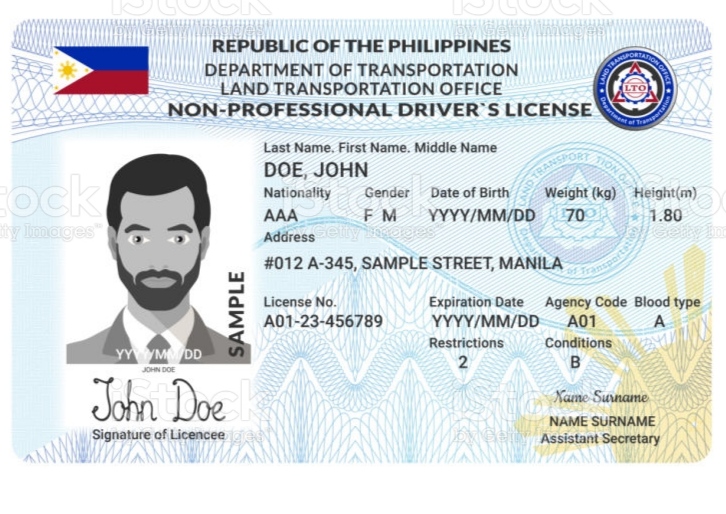 REPUBLIC OF THE PHILIPPINES
DEPARTMENT OF TRANSPORTATION
LAND TRANSPORTATION OFFICE
NON-PROFESSIONAL DRIVER`S LICENSE
LAND TRANSPORTATION OFFICE
LTO
Department of Transportation
Last Name. First Name. Middle Name
DOE, JOHN
Nationality Gender Date of Birth Weight (kg) Height(m)
AAA F M YYYY/MM/DD 70 1.80
Address
#012 A-345, SAMPLE STREET, MANILA
License No. Expiration Date Agency Code Blood type
A01-23-456789 YYYY/MM/DD A01 A
Restrictions Conditions
2 B
SAMPLE
YYYY/MM/DD
JOHN DOE
John Doe
Signature of Licencee
Name Surname
NAME SURNAME
Assistant Secretary
iStock
by Getty Images™